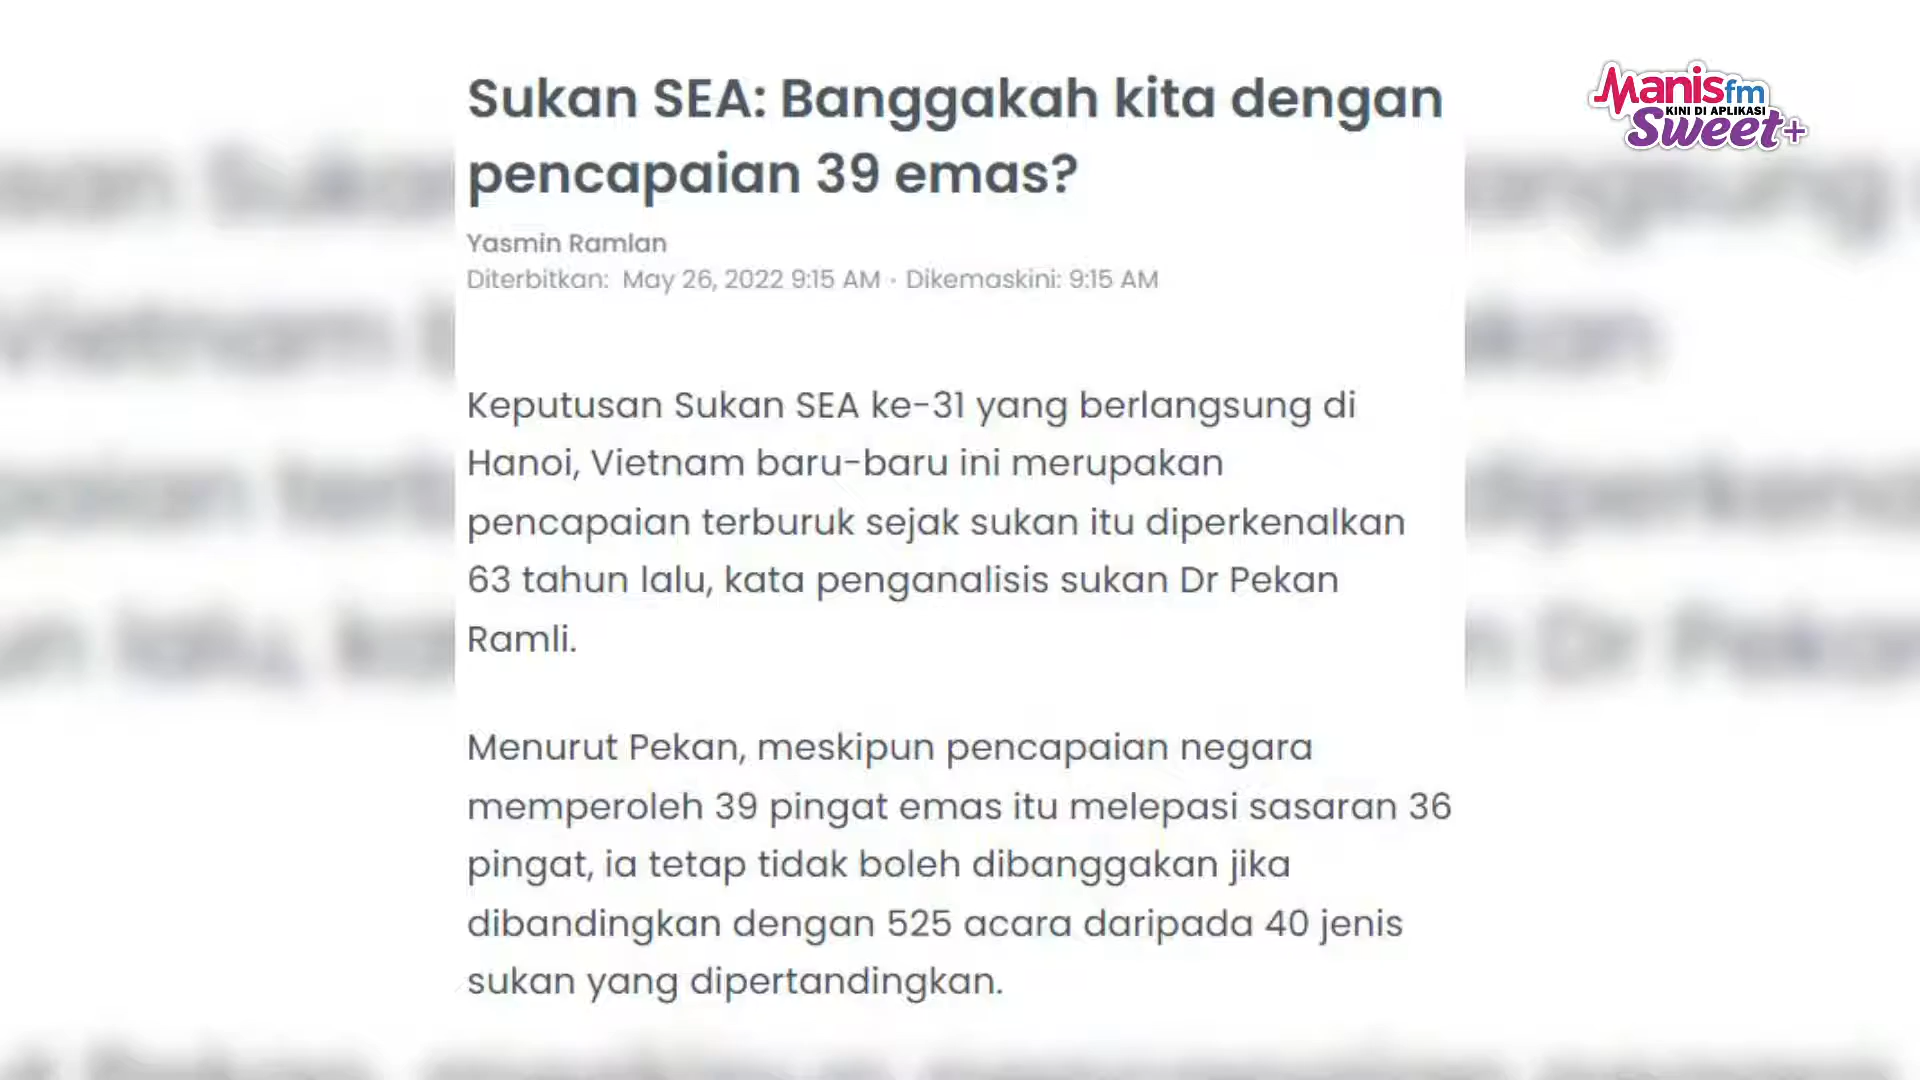 Sukan SEA: Banggakah kita dengan
pencapaian 39 emas?
Yasmin Ramlan
Diterbitkan: May 26, 2022 9:15 AM · Dikemaskini: 9:15 AM
Keputusan Sukan SEA ke-31 yang berlangsung di
Hanoi, Vietnam baru-baru ini merupakan
pencapaian terburuk sejak sukan itu diperkenalkan
63 tahun lalu, kata penganalisis sukan Dr Pekan
Ramli.
Menurut Pekan, meskipun pencapaian negara
memperoleh 39 pingat emas itu melepasi sasaran 36
pingat, ia tetap tidak boleh dibanggakan jika
dibandingkan dengan 525 acara daripada 40 jenis
sukan yang dipertandingkan.
Manis fm
KINI DI APLIKASI
Sweet+